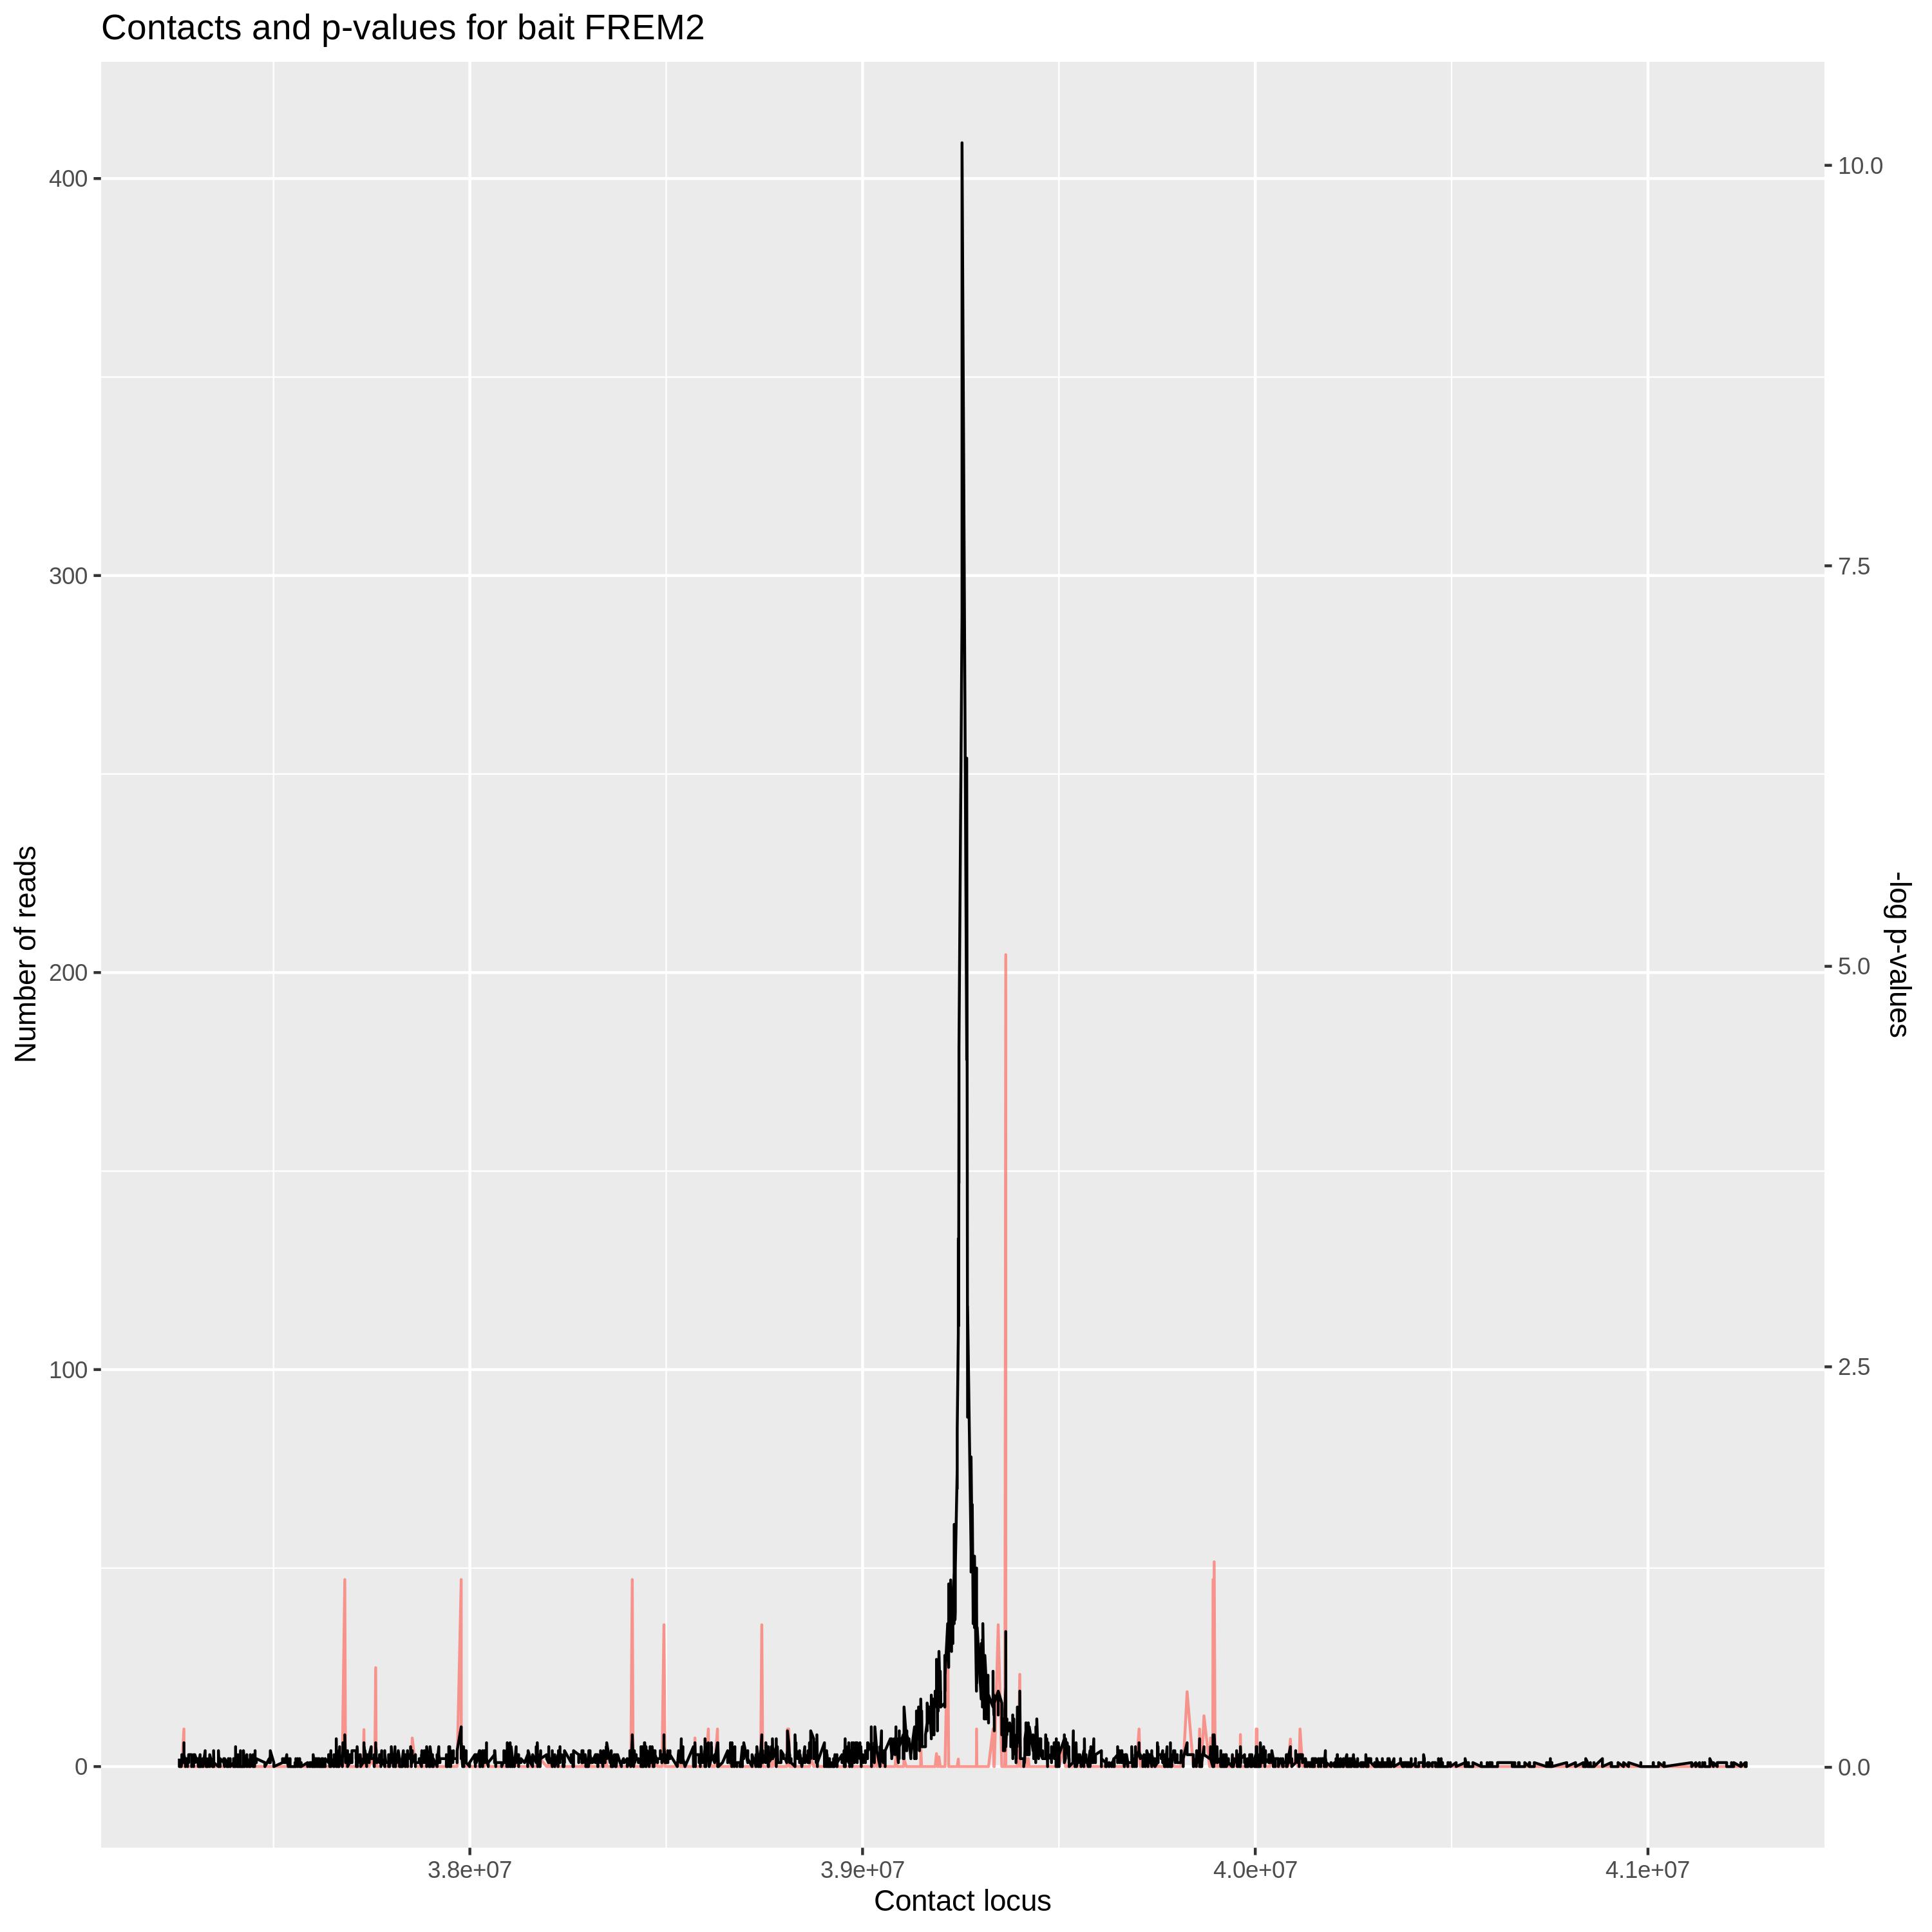 Contacts and p-values for bait FREM2
400
300
200
100
0
Number of reads
10.0
7.5
5.0
2.5
0.0
-log p-values
3.8e+07
3.9e+07
4.0e+07
4.1e+07
Contact locus